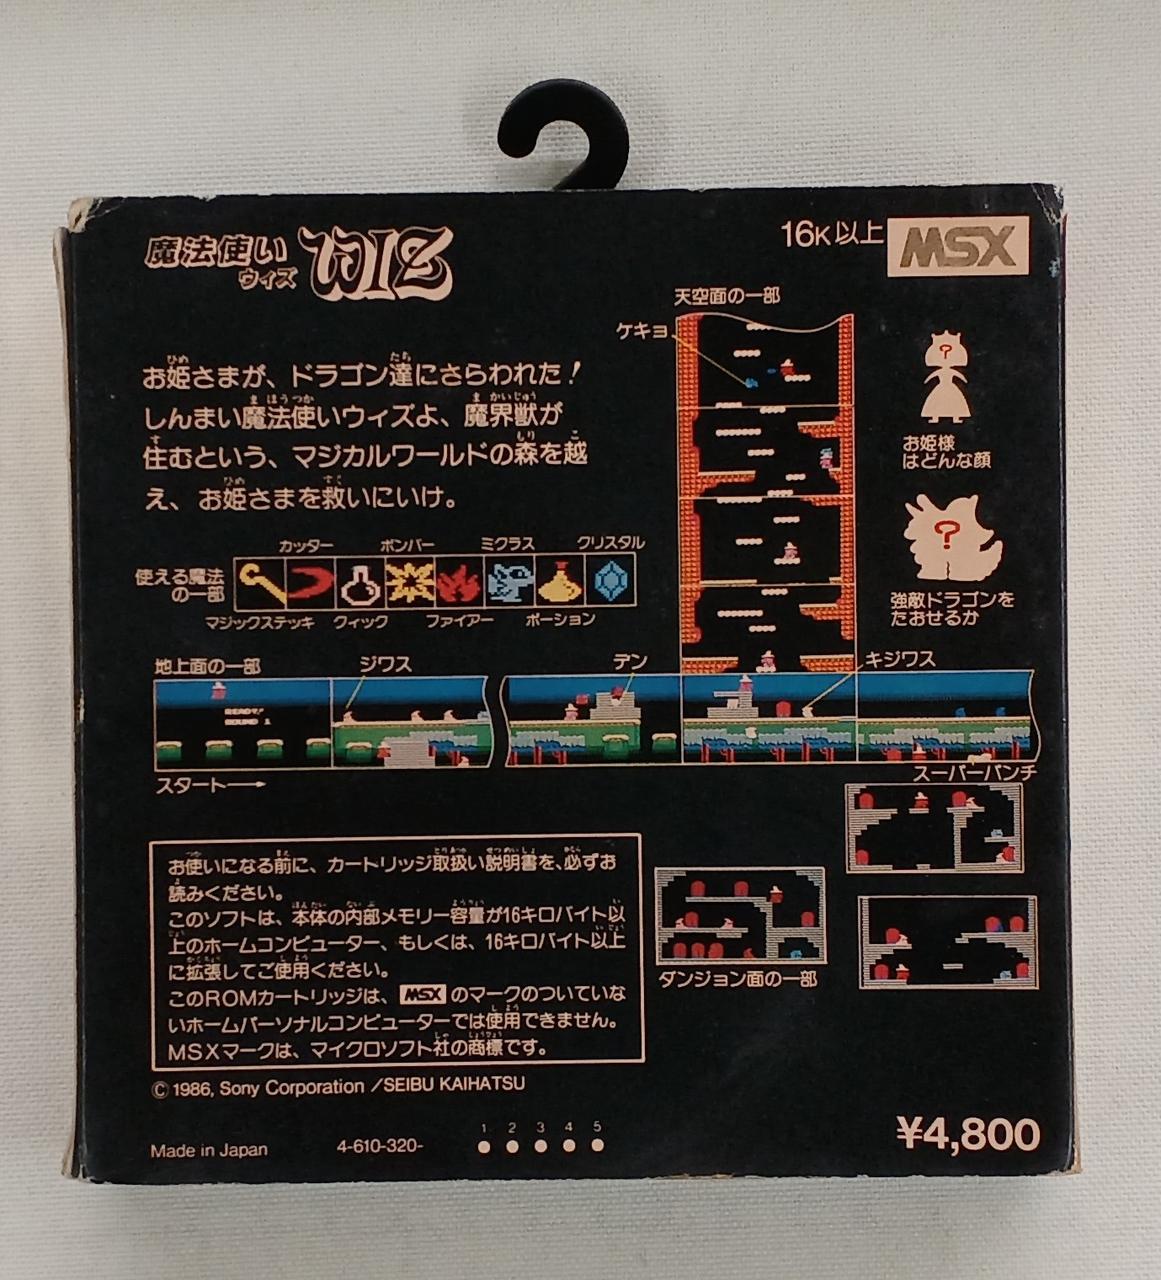 魔法使い
ウィズ
WIZ
16K以上 MSX
お姫さまが、ドラゴン達にさらわれた!
しんまい魔法使いウィズよ、魔界獣が
住むという、マジカルワールドの森を越
え、お姫さまを救いにいけ。
天空面の一部
ケキョ
お姫様
はどんな顔
?
強敵ドラゴンを
たおせるか
?
カッター ボンバー ミクラス クリスタル
使える魔法
の一部
マジックステッキ クィック ファイアー ポーション
地上面の一部 ジワス デン キジワス
READY!
ROUND 1
スタート→
スーパーパンチ
ダンジョン面の一部
お使いになる前に、カートリッジ取扱い説明書を、必ずお
読みください。
このソフトは、本体の内部メモリー容量が16キロバイト以
上のホームコンピューター、もしくは、16キロバイト以上
に拡張してご使用ください。
このROMカートリッジは、MSXのマークのついていな
いホームパーソナルコンピューターでは使用できません。
MSXマークは、マイクロソフト社の商標です。
© 1986, Sony Corporation /SEIBU KAIHATSU
Made in Japan 4-610-320-
1 2 3 4 5
¥4,800